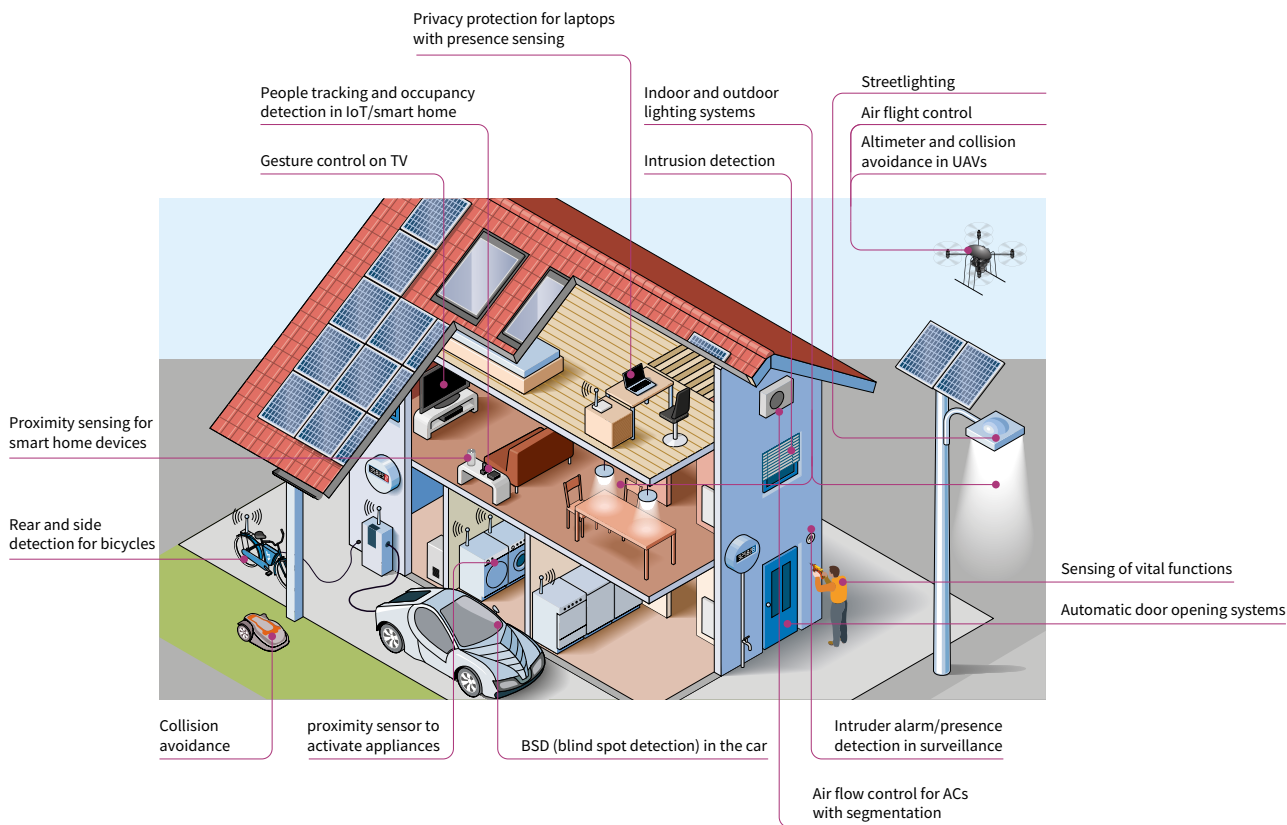 Privacy protection for laptops
with presence sensing
People tracking and occupancy
detection in IoT/smart home
Gesture control on TV
Indoor and outdoor
lighting systems
Intrusion detection
Streetlighting
Air flight control
Altimeter and collision
avoidance in UAVs
Proximity sensing for
smart home devices
Rear and side
detection for bicycles
Sensing of vital functions
Automatic door opening systems
Collision
avoidance
proximity sensor to
activate appliances
BSD (blind spot detection) in the car
Intruder alarm/presence
detection in surveillance
Air flow control for ACs
with segmentation